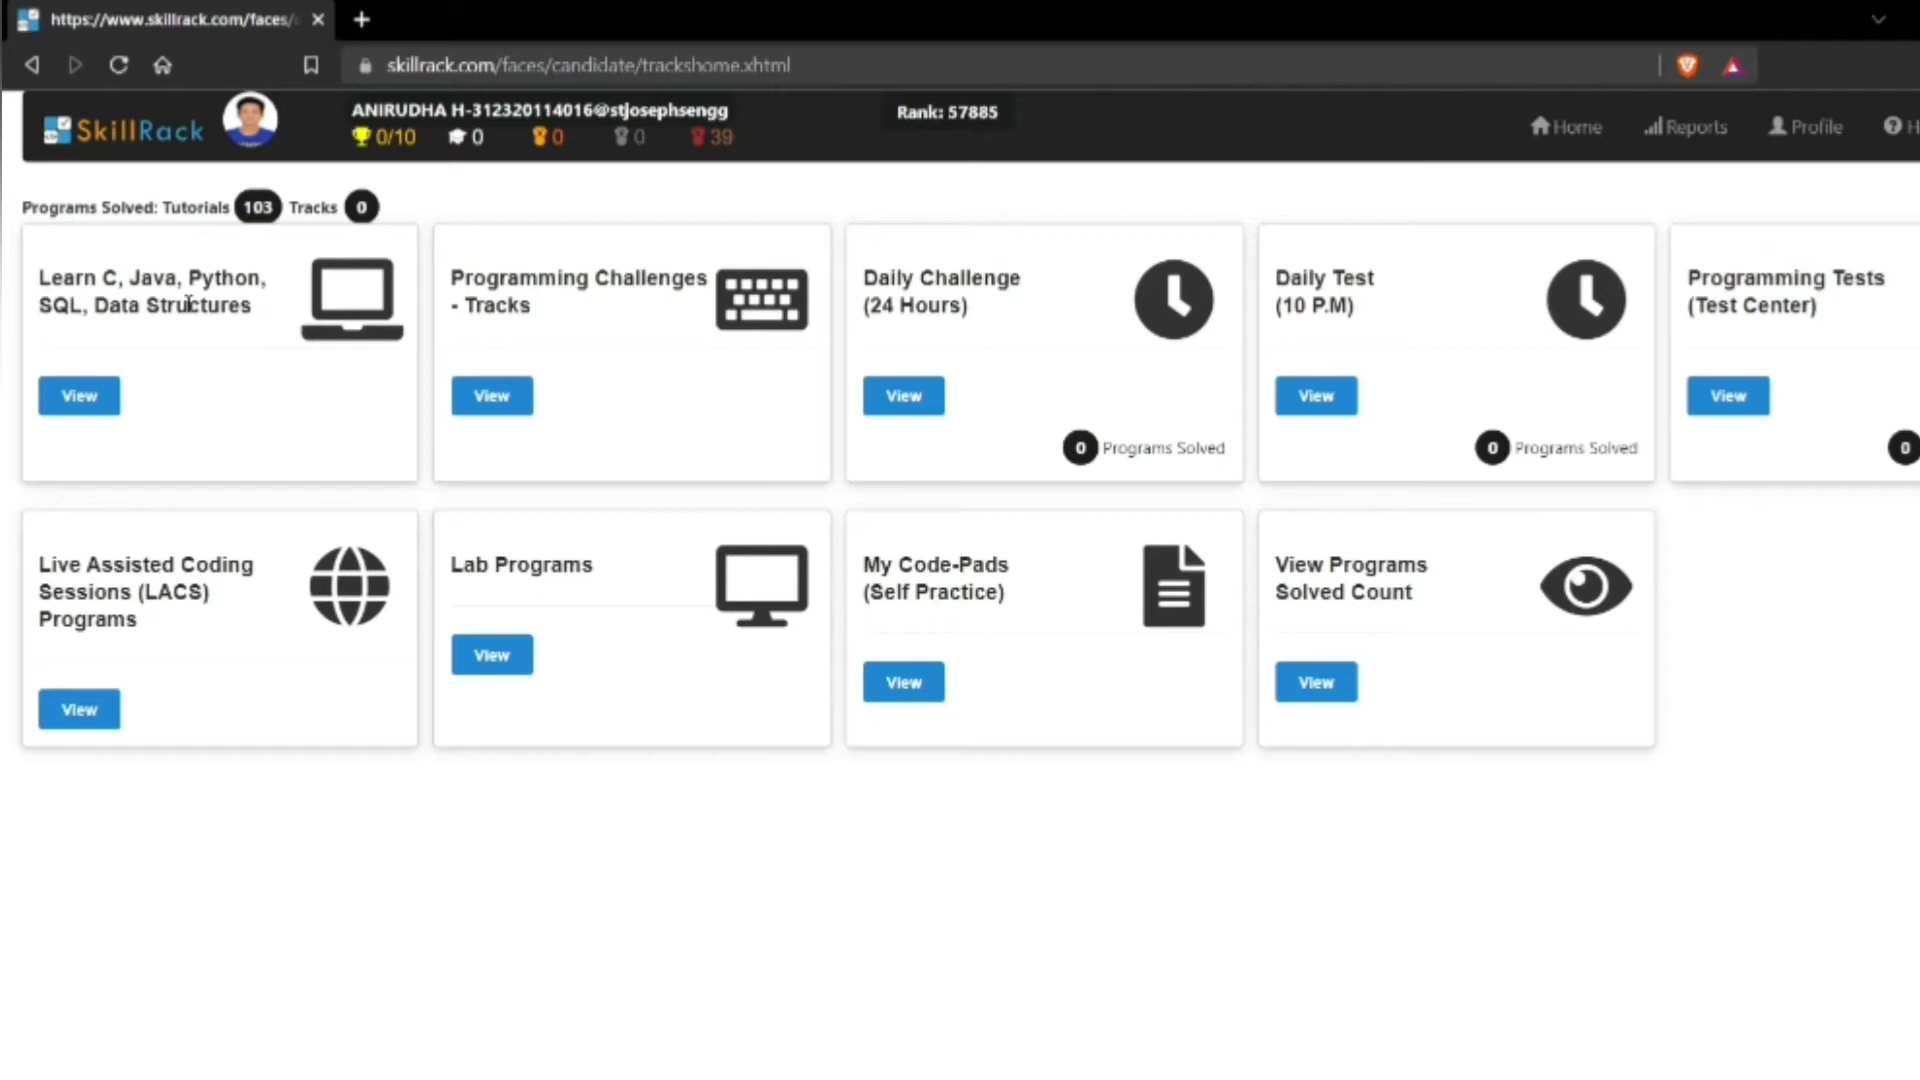 https://www.skillrack.com/faces/
skillrack.com/faces/candidate/trackshome.xhtml
SkillRack
ANIRUDHA H-312320114016@stjosephsengg
0/10 0 0 0 39
Rank: 57885
Home Reports Profile H
Programs Solved: Tutorials 103 Tracks 0
Learn C, Java, Python,
SQL, Data Structures
View
Programming Challenges
- Tracks
View
Daily Challenge
(24 Hours)
View
0 Programs Solved
Daily Test
(10 P.M)
View
0 Programs Solved
Programming Tests
(Test Center)
View
0
Live Assisted Coding
Sessions (LACS)
Programs
View
Lab Programs
View
My Code-Pads
(Self Practice)
View
View Programs
Solved Count
View